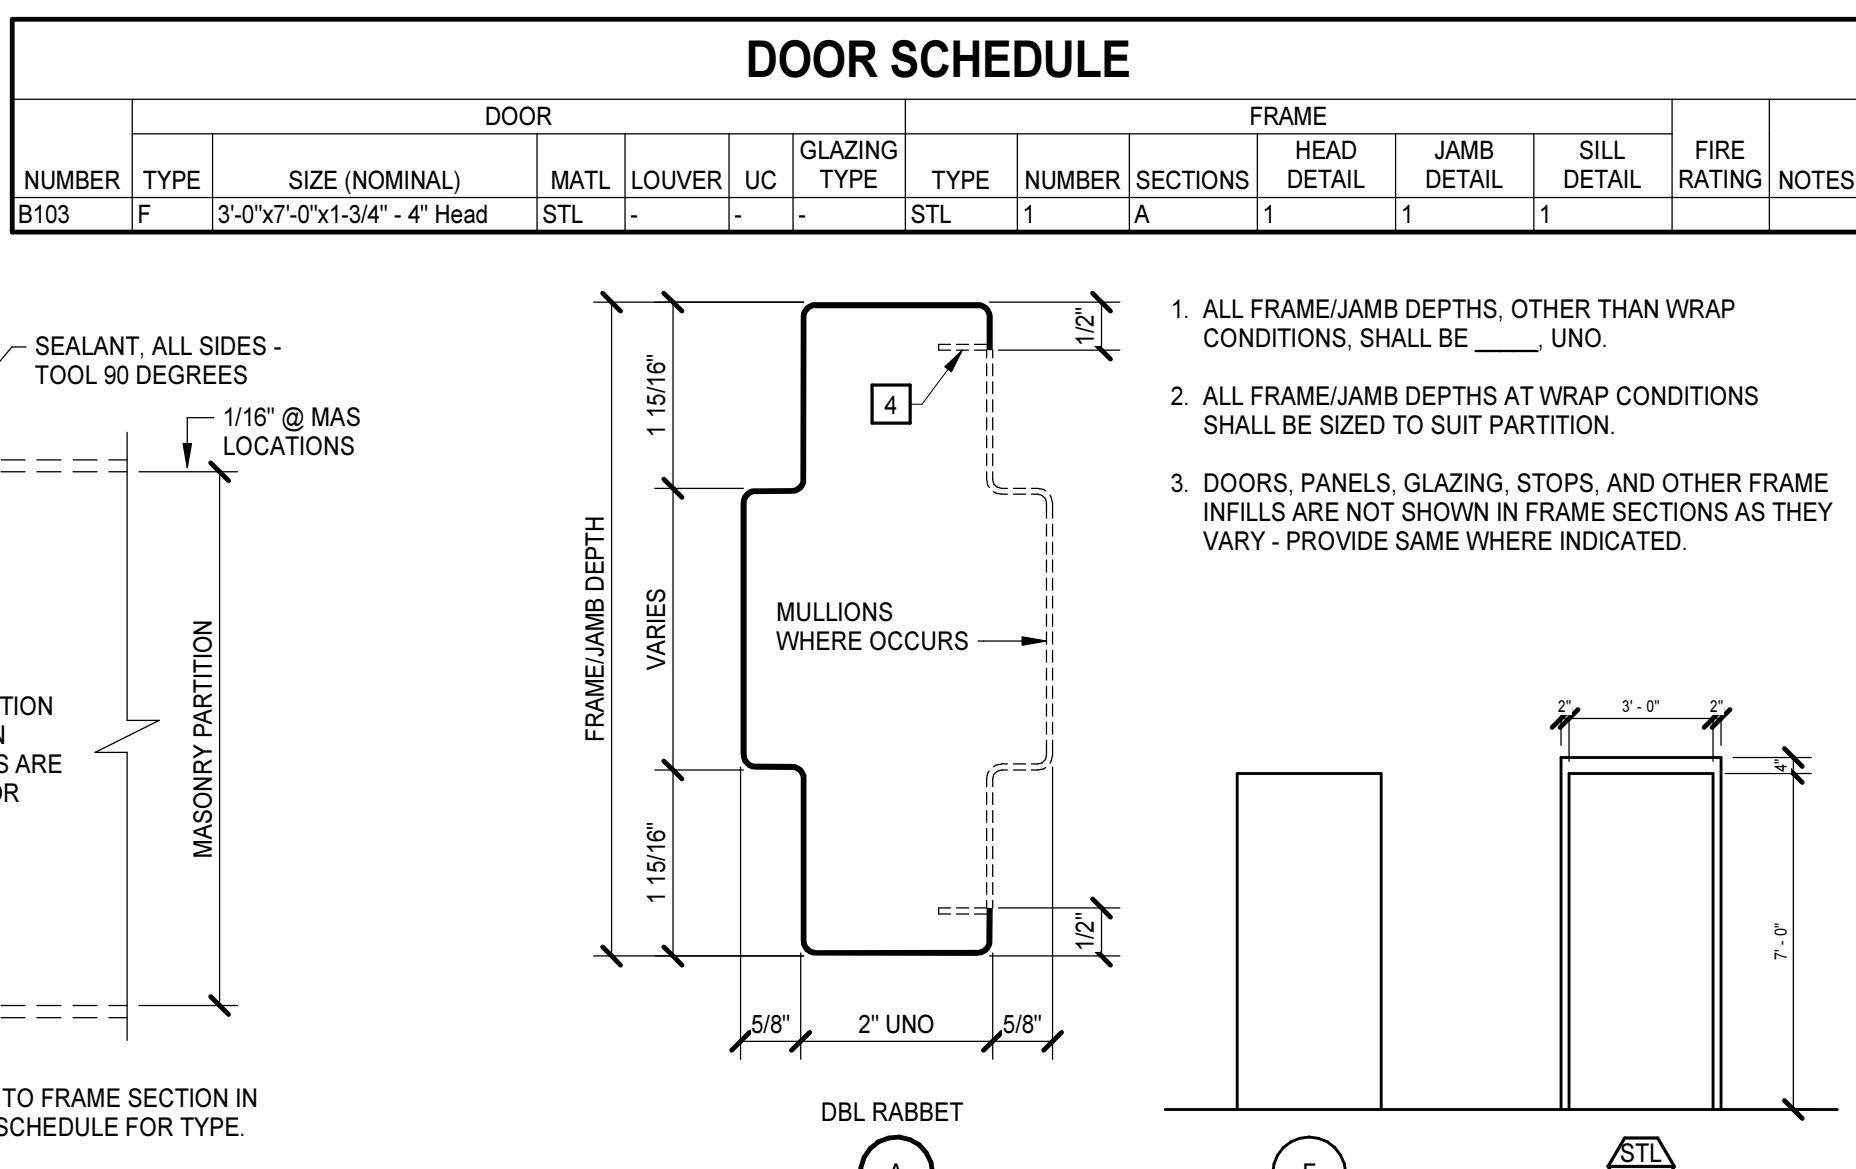 DOOR SCHEDULE
DOOR FRAME
NUMBER TYPE SIZE (NOMINAL) MATL LOUVER UC GLAZING TYPE TYPE NUMBER SECTIONS HEAD DETAIL JAMB DETAIL SILL DETAIL FIRE RATING NOTES
B103 F 3'-0"x7'-0"x1-3/4" - 4" Head STL - - - STL 1 A 1 1 1
SEALANT, ALL SIDES -
TOOL 90 DEGREES
1/16" @ MAS
LOCATIONS
MASONRY PARTITION
TION
N
S ARE
OR
TO FRAME SECTION IN
SCHEDULE FOR TYPE.
FRAME/JAMB DEPTH
1 15/16"
VARIES
1 15/16"
1/2"
4
MULLIONS
WHERE OCCURS
1/2"
5/8" 2" UNO 5/8"
DBL RABBET
A
1. ALL FRAME/JAMB DEPTHS, OTHER THAN WRAP
CONDITIONS, SHALL BE _____, UNO.
2. ALL FRAME/JAMB DEPTHS AT WRAP CONDITIONS
SHALL BE SIZED TO SUIT PARTITION.
3. DOORS, PANELS, GLAZING, STOPS, AND OTHER FRAME
INFILLS ARE NOT SHOWN IN FRAME SECTIONS AS THEY
VARY - PROVIDE SAME WHERE INDICATED.
2" 3' - 0" 2"
4"
7' - 0"
F
STL